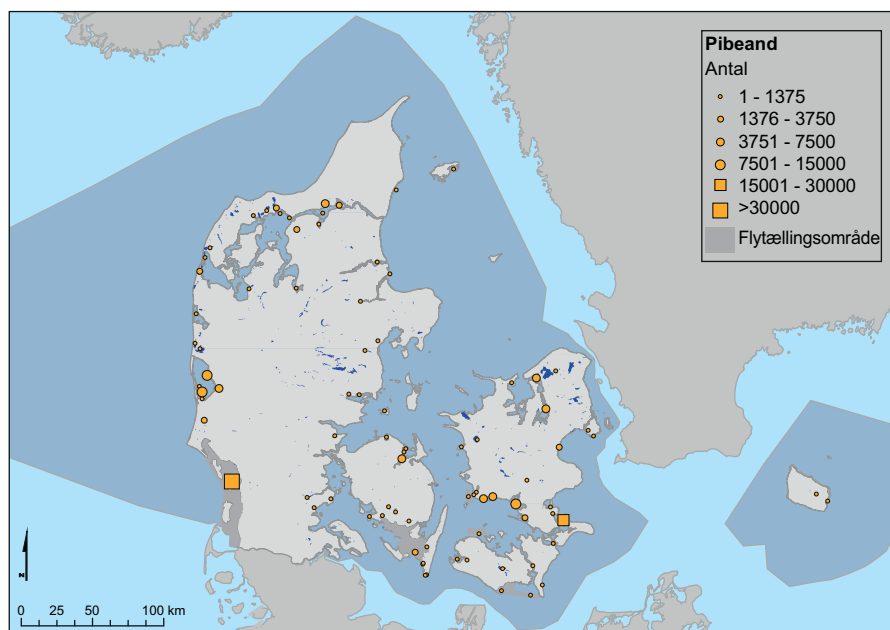 Pibeand
Antal
1 - 1375
1376 - 3750
3751 - 7500
7501 - 15000
15001 - 30000
>30000
Flytællingsområde
N
0 25 50 100 km